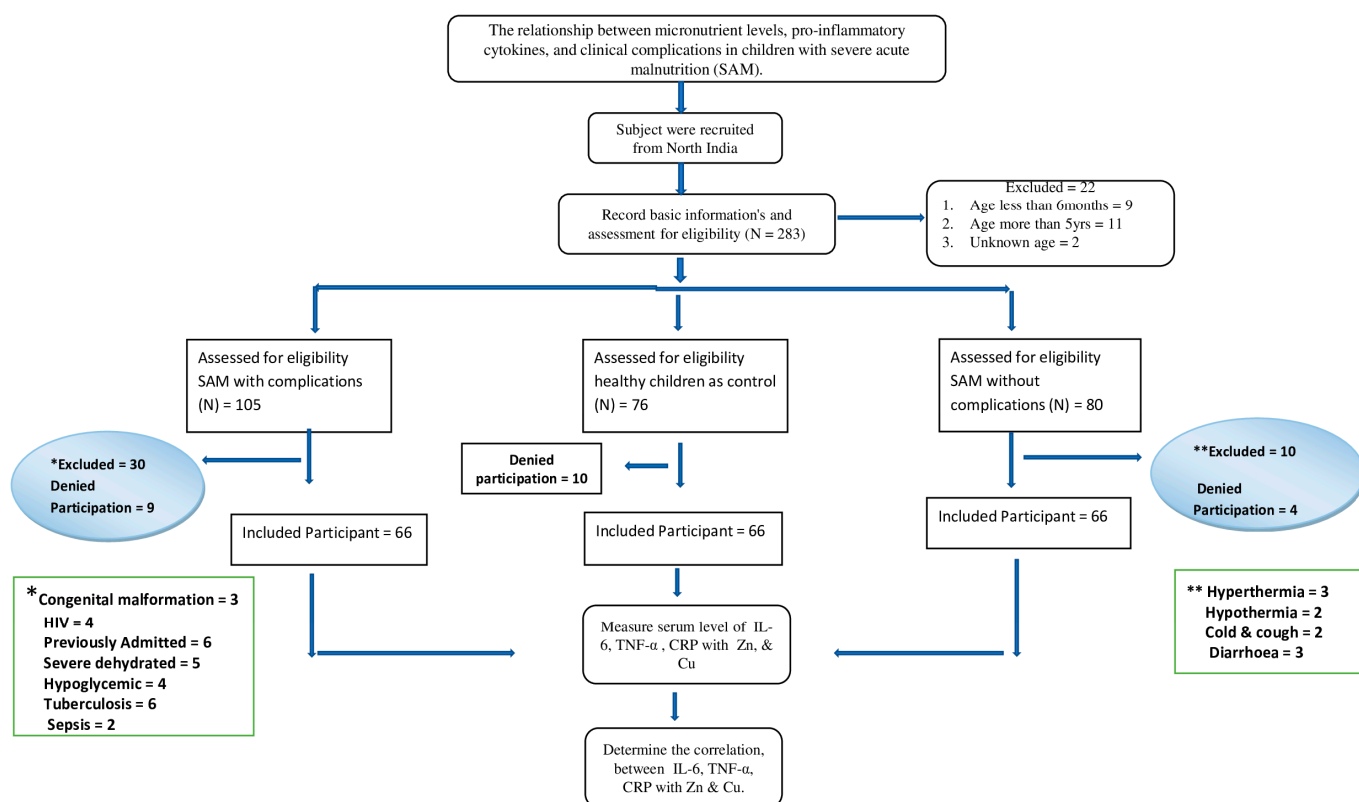 The relationship between micronutrient levels, pro-inflammatory
cytokines, and clinical complications in children with severe acute
malnutrition (SAM).
Subject were recruited
from North India
Record basic information's and
assessment for eligibility (N = 283)
Excluded = 22
1. Age less than 6months = 9
2. Age more than 5yrs = 11
3. Unknown age = 2
Assessed for eligibility
SAM with complications
(N) = 105
Assessed for eligibility
healthy children as control
(N) = 76
Assessed for eligibility
SAM without
complications (N) = 80
*Excluded = 30
Denied
Participation = 9
Denied
participation = 10
**Excluded = 10
Denied
Participation = 4
Included Participant = 66
Included Participant = 66
Included Participant = 66
*Congenital malformation = 3
HIV = 4
Previously Admitted = 6
Severe dehydrated = 5
Hypoglycemic = 4
Tuberculosis = 6
Sepsis = 2
** Hyperthermia = 3
Hypothermia = 2
Cold & cough = 2
Diarrhoea = 3
Measure serum level of IL-
6, TNF-α , CRP with Zn, &
Cu
Determine the correlation,
between IL-6, TNF-α,
CRP with Zn & Cu.